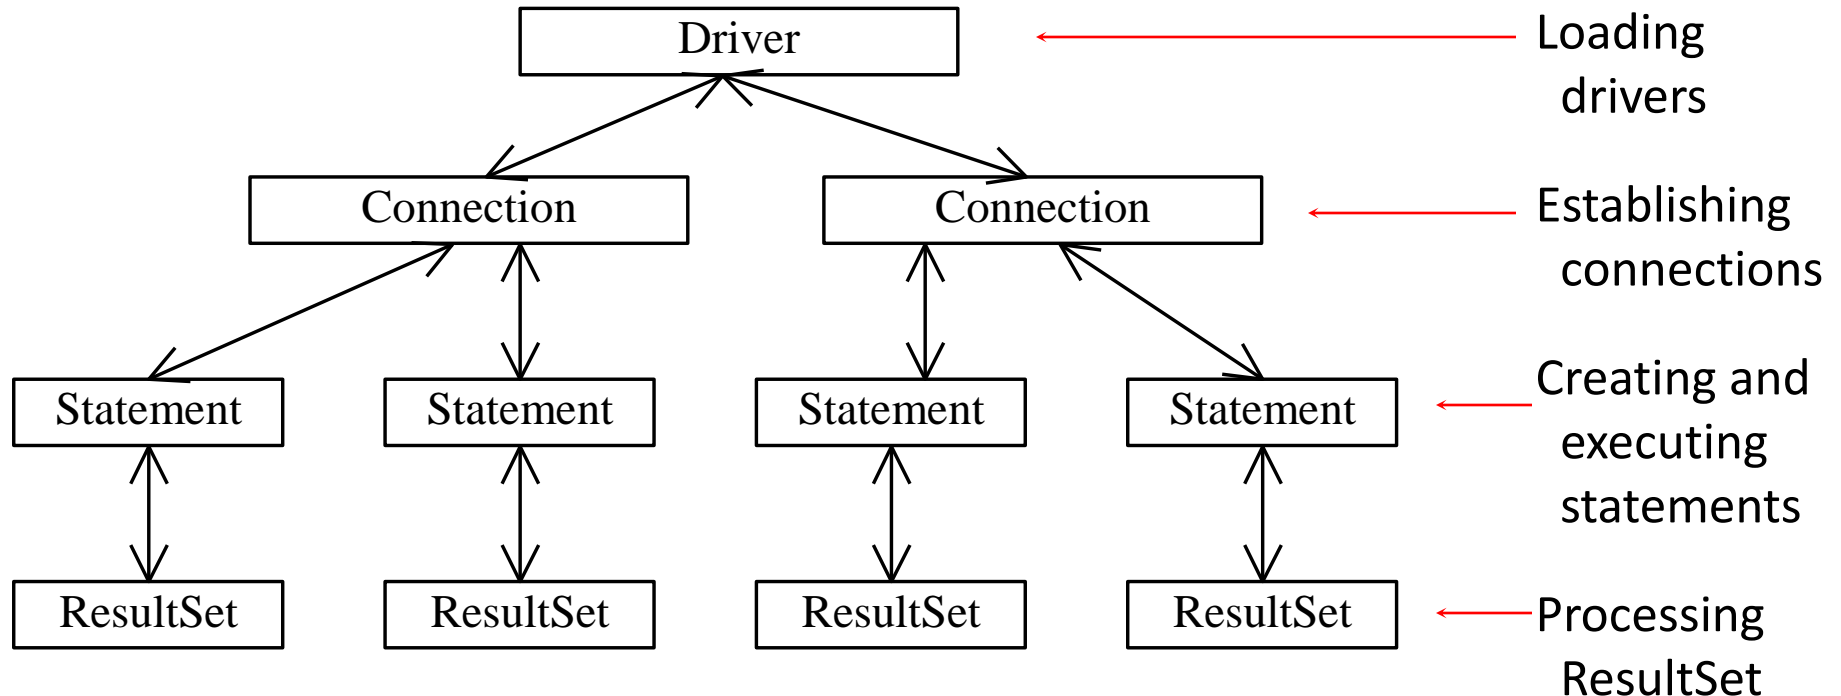 Driver
Loading
drivers
Connection
Connection
Establishing
connections
Statement
Statement
Statement
Statement
Creating and
executing
statements
ResultSet
ResultSet
ResultSet
ResultSet
Processing
ResultSet